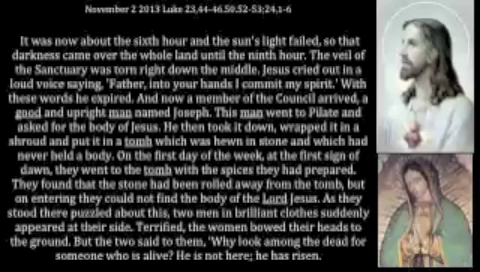 November 2 2013 Luke 23,44-46.50.52-53;24,1-6
It was now about the sixth hour and the sun's light failed, so that
darkness came over the whole land until the ninth hour. The veil of
the Sanctuary was torn right down the middle. Jesus cried out in a
loud voice saying, 'Father, into your hands I commit my spirit.' With
these words he expired. And now a member of the Council arrived, a
good and upright man named Joseph. This man went to Pilate and
asked for the body of Jesus. He then took it down, wrapped it in a
shroud and put it in a tomb which was hewn in stone and which had
never held a body. On the first day of the week, at the first sign of
dawn, they went to the tomb with the spices they had prepared.
They found that the stone had been rolled away from the tomb, but
on entering they could not find the body of the Lord Jesus. As they
stood there puzzled about this, two men in brilliant clothes suddenly
appeared at their side. Terrified, the women bowed their heads to
the ground. But the two said to them, 'Why look among the dead for
someone who is alive? He is not here; he has risen.